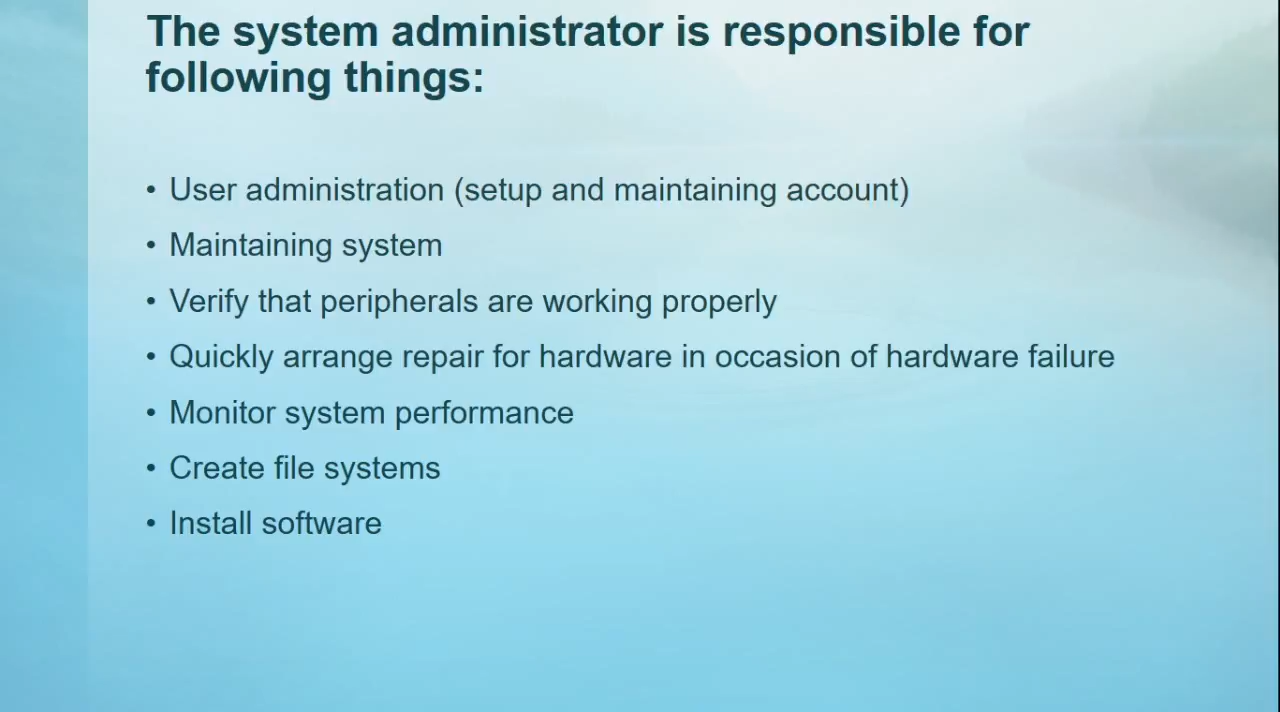 The system administrator is responsible for
following things:
• User administration (setup and maintaining account)
• Maintaining system
• Verify that peripherals are working properly
• Quickly arrange repair for hardware in occasion of hardware failure
• Monitor system performance
• Create file systems
• Install software